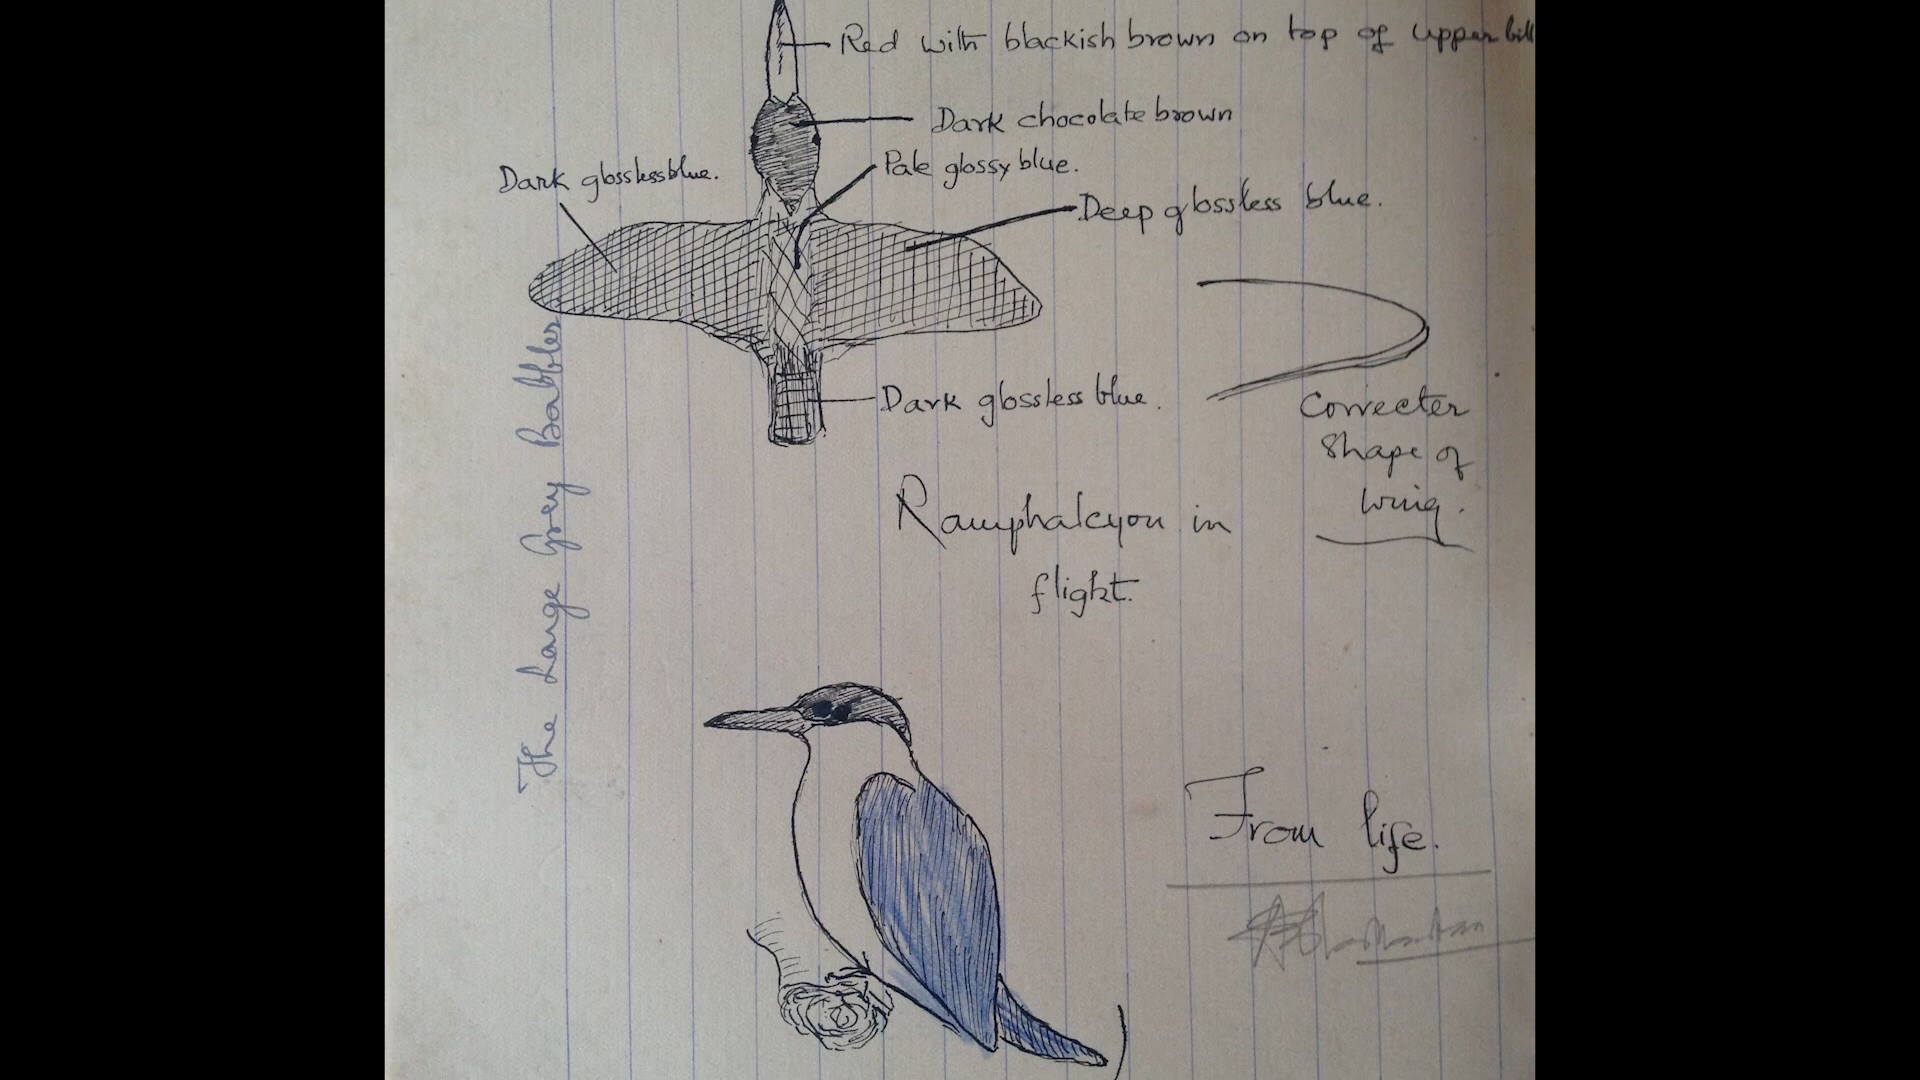 Red with blackish brown on top of upper bill
Dark chocolate brown
Pale glossy blue.
Dark glossless blue.
Deep glossless blue.
Dark glossless blue.
Correcter
shape of
wing.
Ramphalcyon in
flight.
The Large Grey Babbler
From life.